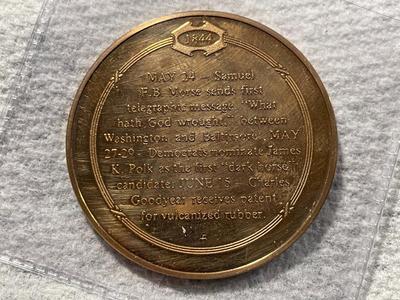 1844
MAY 24 – Samuel
F.B. Morse sends first
telegraphic message, "What
hath God wrought," between
Washington and Baltimore. MAY
27-29 – Democrats nominate James
K. Polk as the first "dark horse"
candidate. JUNE 15 – Charles
Goodyear receives patent
for vulcanized rubber.